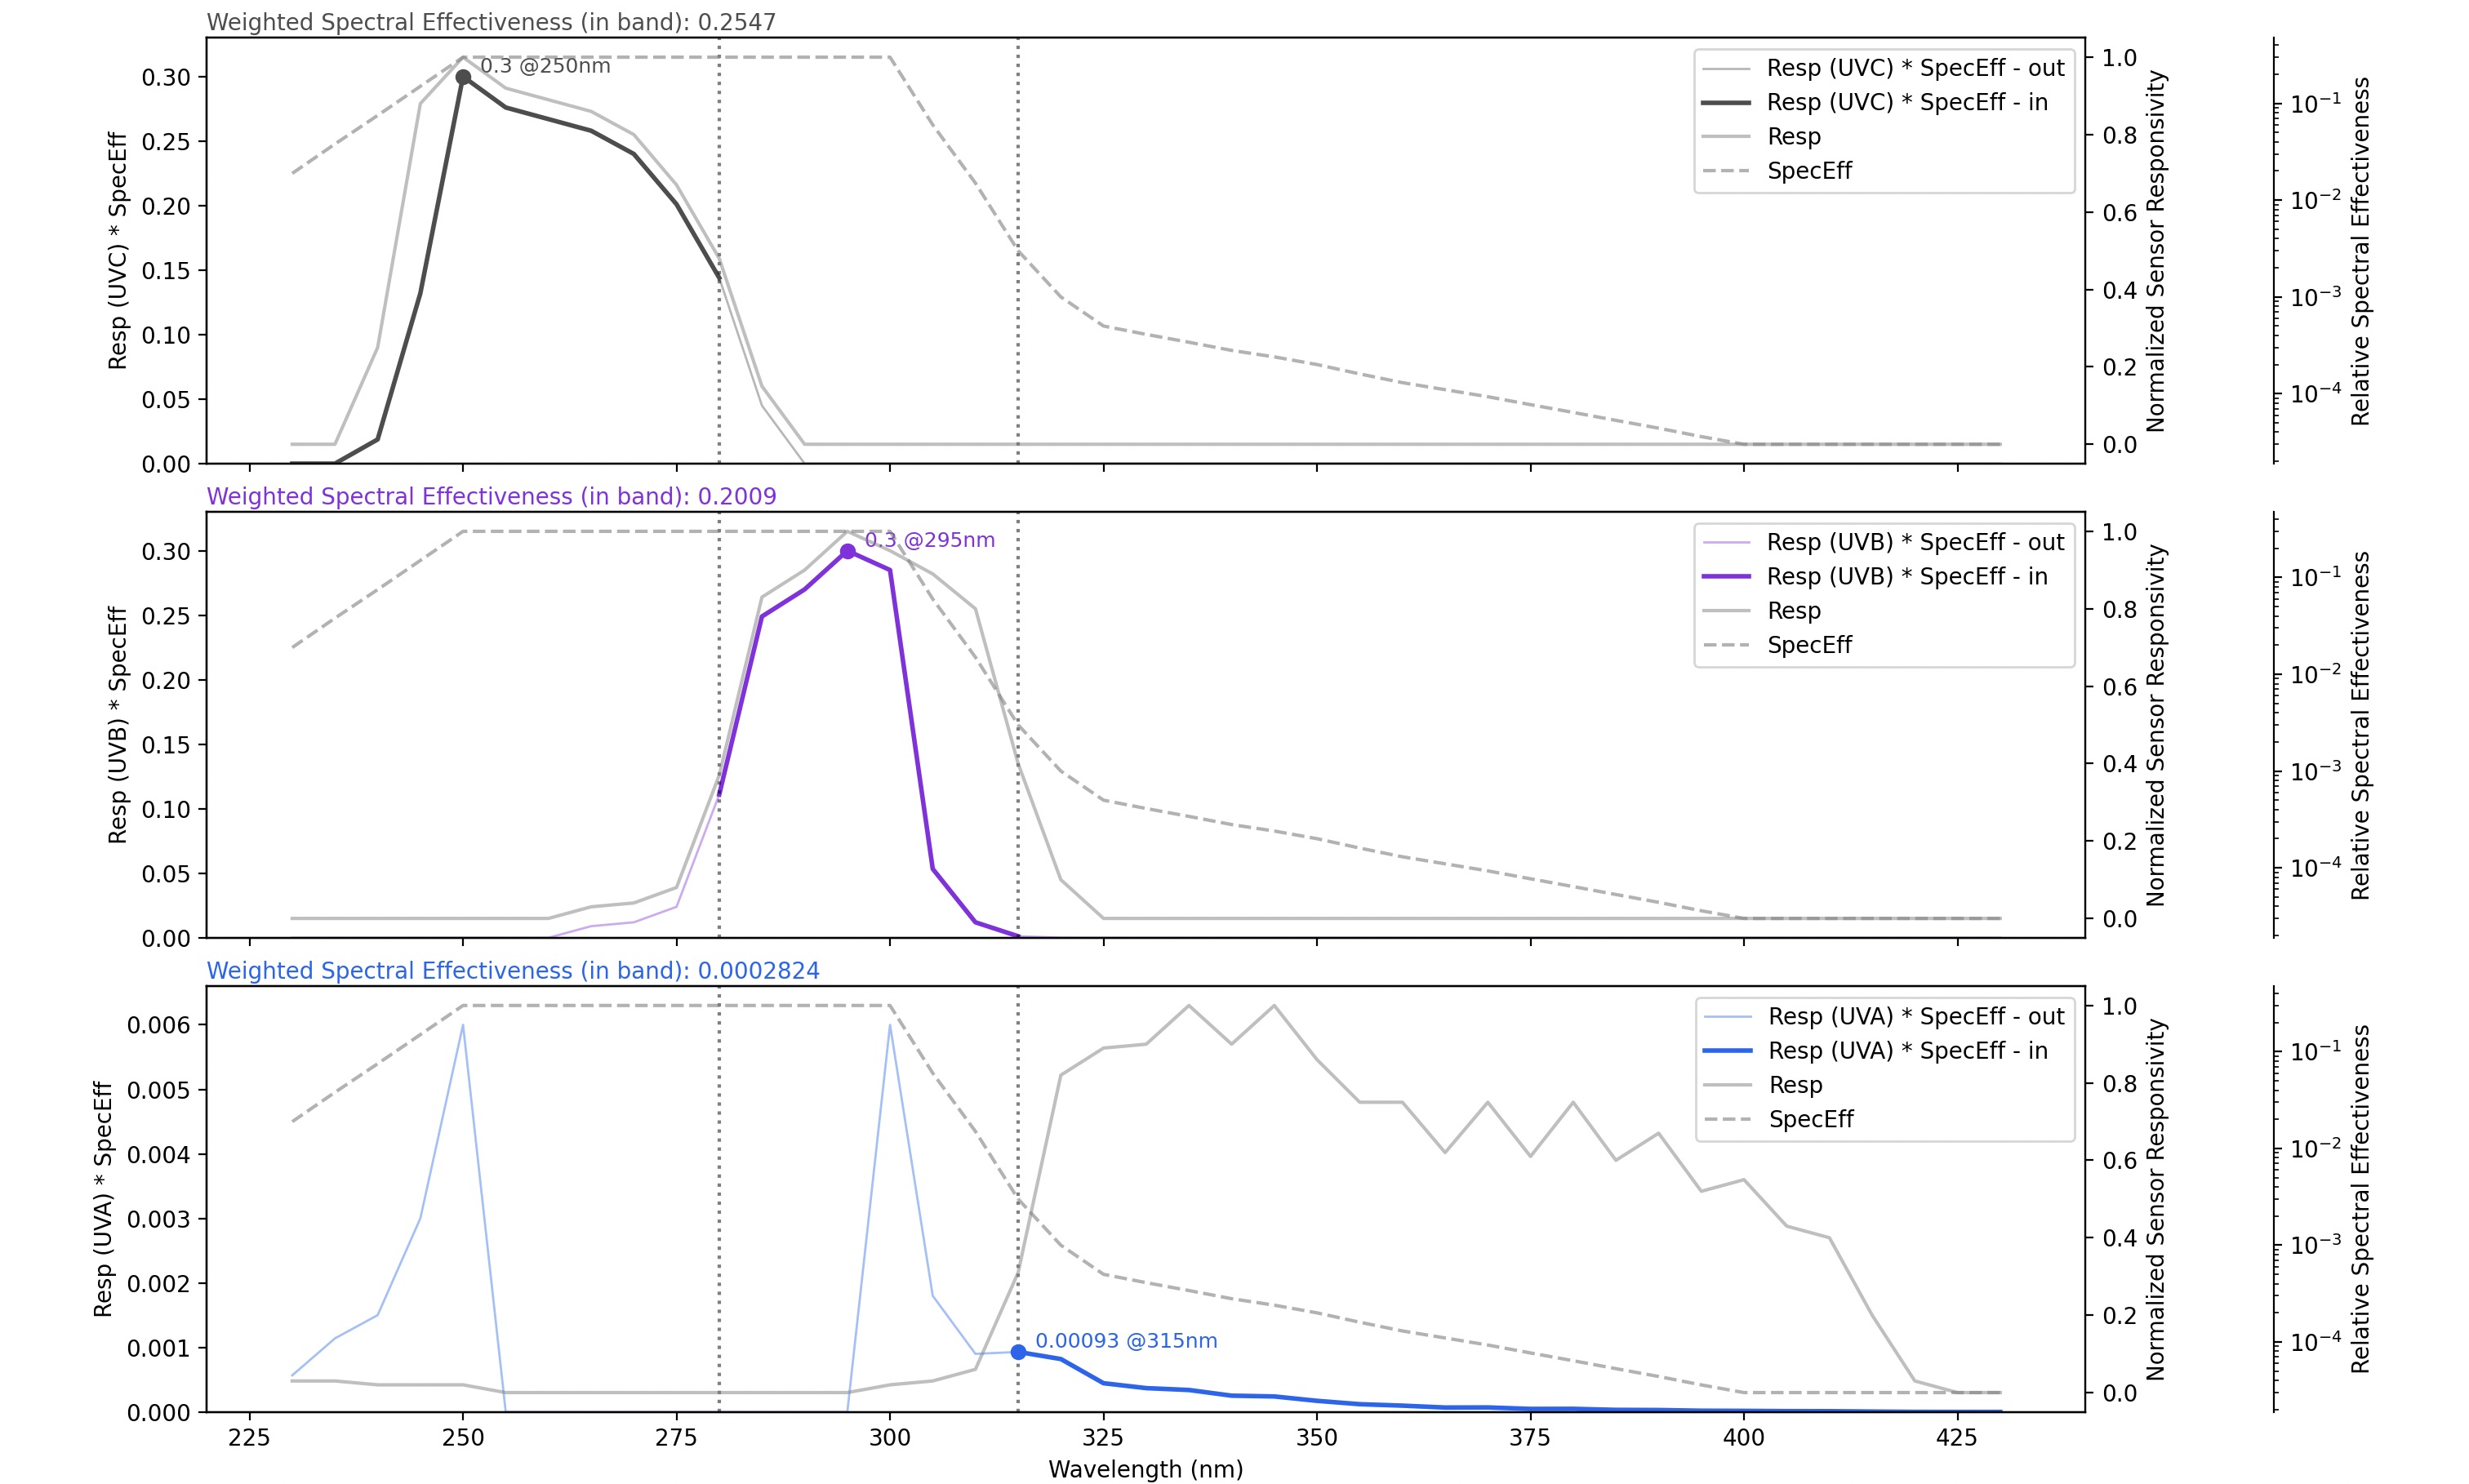 Weighted Spectral Effectiveness (in band): 0.2547
0.3 @250nm
Resp (UVC) * SpecEff
0.30
0.25
0.20
0.15
0.10
0.05
0.00
Resp (UVC) * SpecEff - out
Resp (UVC) * SpecEff - in
Resp
SpecEff
1.0
0.8
0.6
0.4
0.2
0.0
Normalized Sensor Responsivity
10⁻¹
10⁻²
10⁻³
10⁻⁴
Relative Spectral Effectiveness
Weighted Spectral Effectiveness (in band): 0.2009
0.3 @295nm
Resp (UVB) * SpecEff
0.30
0.25
0.20
0.15
0.10
0.05
0.00
Resp (UVB) * SpecEff - out
Resp (UVB) * SpecEff - in
Resp
SpecEff
1.0
0.8
0.6
0.4
0.2
0.0
Normalized Sensor Responsivity
10⁻¹
10⁻²
10⁻³
10⁻⁴
Relative Spectral Effectiveness
Weighted Spectral Effectiveness (in band): 0.0002824
0.00093 @315nm
Resp (UVA) * SpecEff
0.006
0.005
0.004
0.003
0.002
0.001
0.000
Resp (UVA) * SpecEff - out
Resp (UVA) * SpecEff - in
Resp
SpecEff
1.0
0.8
0.6
0.4
0.2
0.0
Normalized Sensor Responsivity
10⁻¹
10⁻²
10⁻³
10⁻⁴
Relative Spectral Effectiveness
225 250 275 300 325 350 375 400 425
Wavelength (nm)